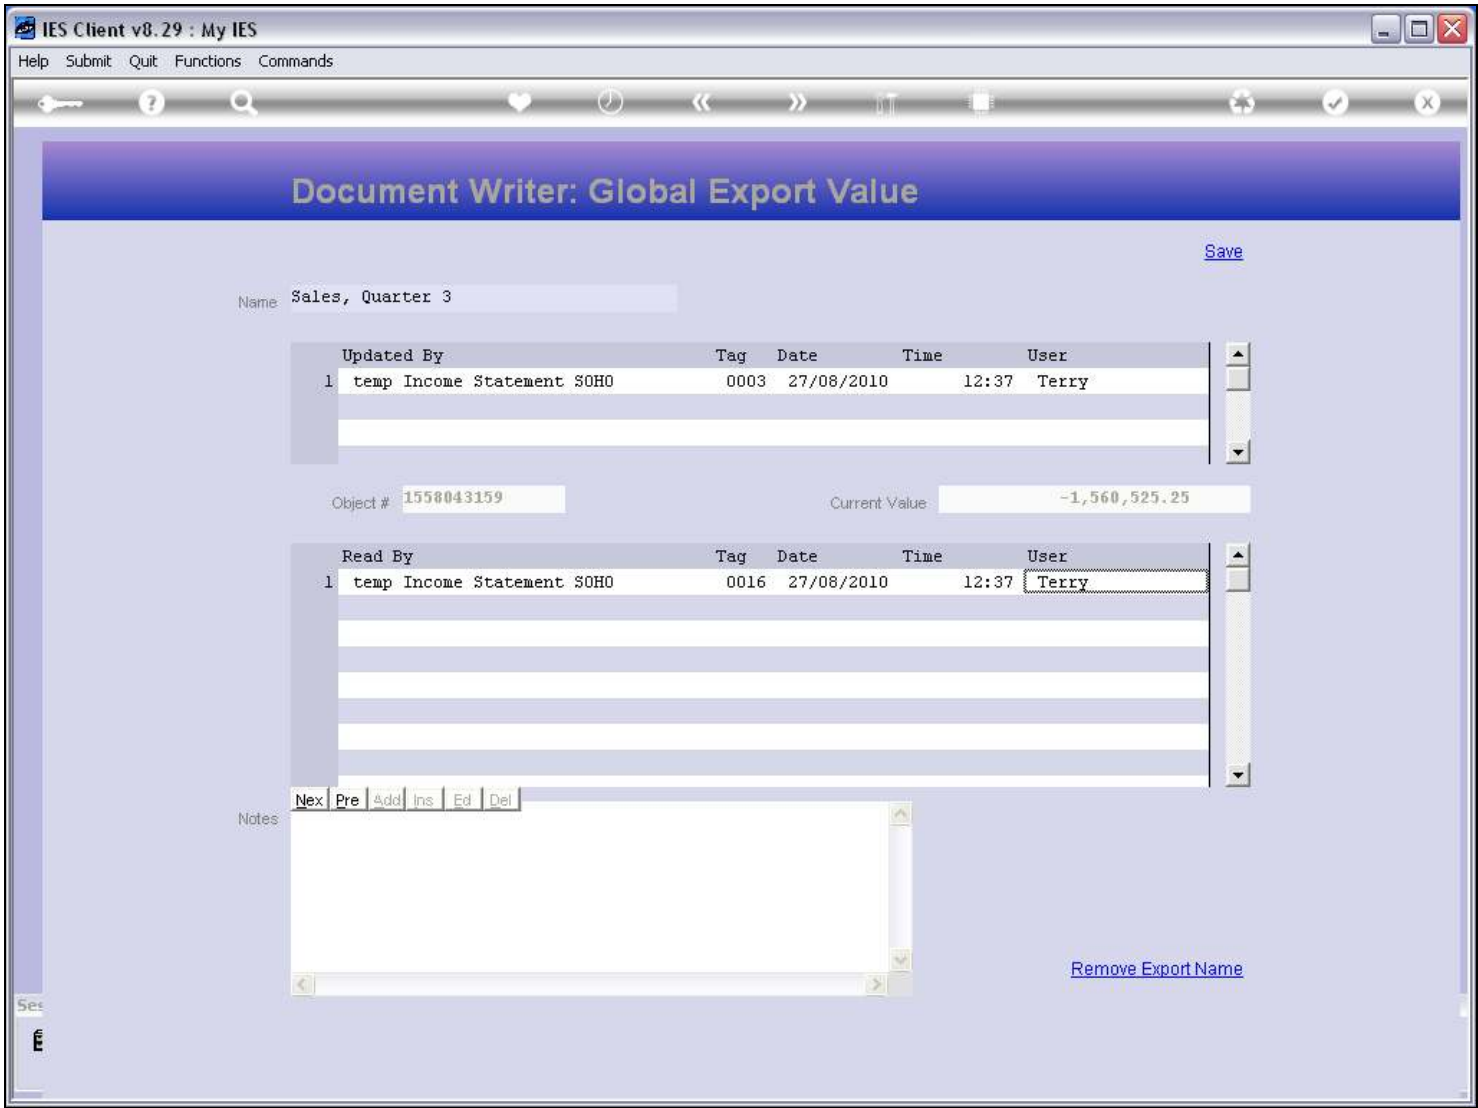 IES Client v8.29 : My IES
Help Submit Quit Functions Commands
Document Writer: Global Export Value
Save
Name Sales, Quarter 3
Updated By Tag Date Time User
1 temp Income Statement SOHO 0003 27/08/2010 12:37 Terry
Object # 1558043159 Current Value -1,560,525.25
Read By Tag Date Time User
1 temp Income Statement SOHO 0016 27/08/2010 12:37 Terry
Nex Pre Add Ins Ed Del
Notes
Remove Export Name